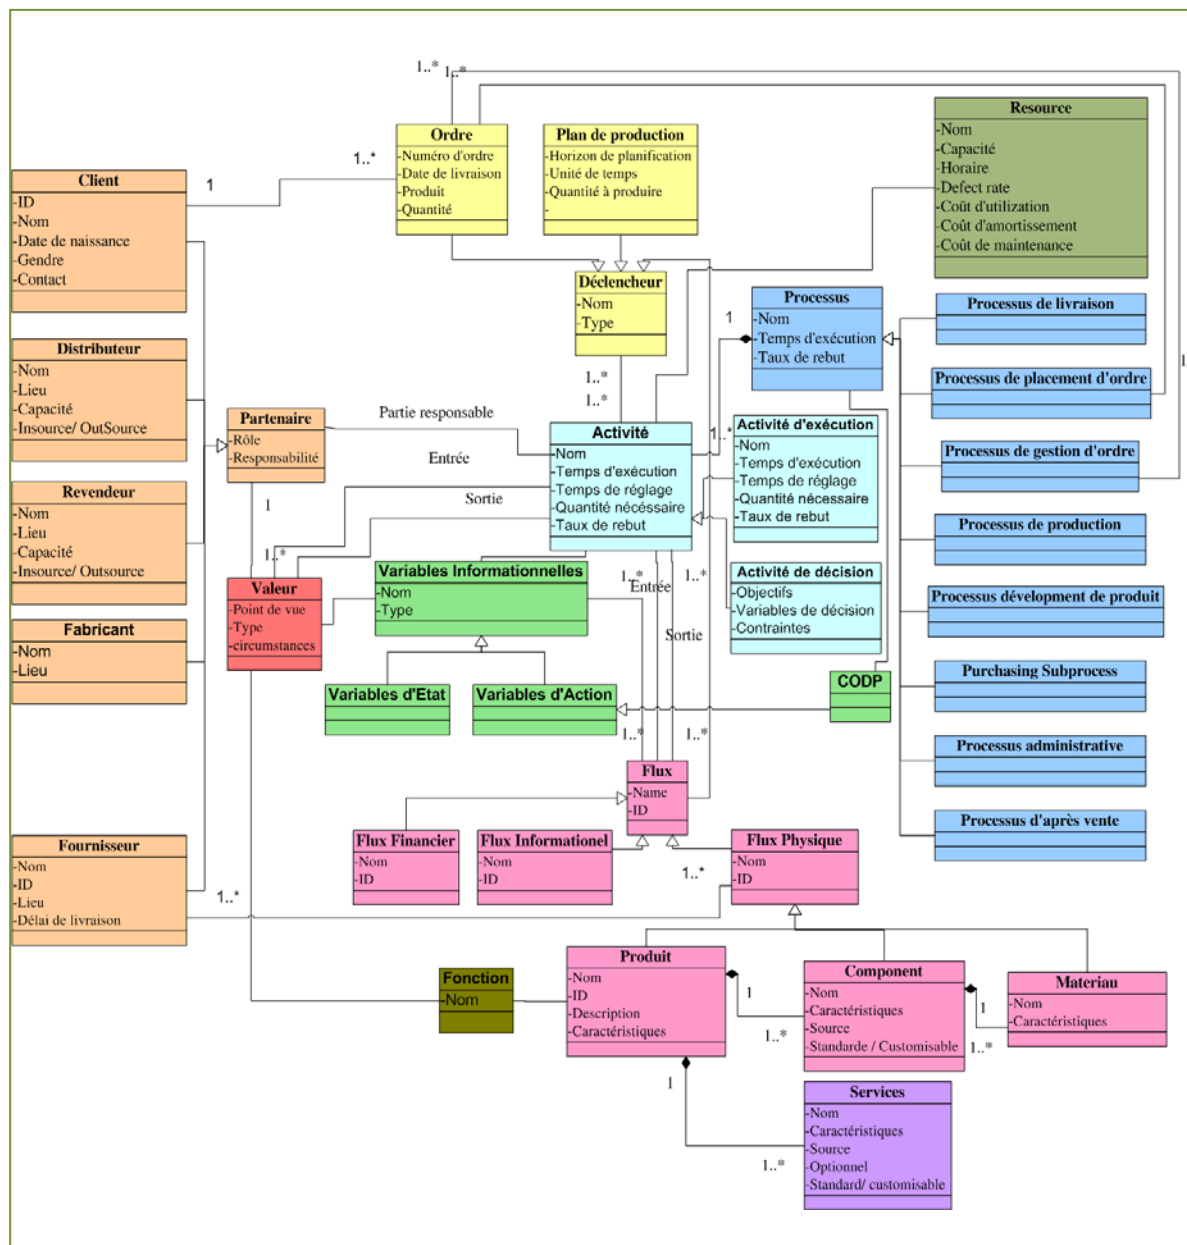 1..*
1..*
Ordre
-Numéro d'ordre
-Date de livraison
-Produit
-Quantité
Plan de production
-Horizon de planification
-Unité de temps
-Quantité à produire
-
Resource
-Nom
-Capacité
-Horaire
-Defect rate
-Coût d'utilization
-Coût d'amortissement
-Coût de maintenance
1..*
1
Client
-ID
-Nom
-Date de naissance
-Gendre
-Contact
Déclencheur
-Nom
-Type
Processus
-Nom
-Temps d'exécution
-Taux de rebut
1
Processus de livraison
Processus de placement d'ordre
1
Processus de gestion d'ordre
Processus de production
Processus dévelopment de produit
Purchasing Subprocess
Processus administrative
Processus d'après vente
Distributeur
-Nom
-Lieu
-Capacité
-Insource/ OutSource
1..*
1..*
Partenaire
-Rôle
-Responsabilité
Partie responsable
Entrée
Sortie
Activité
-Nom
-Temps d'exécution
-Temps de réglage
-Quantité nécéssaire
-Taux de rebut
1..*
Activité d'exécution
-Nom
-Temps d'exécution
-Temps de réglage
-Quantité nécessaire
-Taux de rebut
Revendeur
-Nom
-Lieu
-Capacité
-Insource/ Outsource
1
1..*
Valeur
-Point de vue
-Type
-circumstances
Variables Informationnelles
-Nom
-Type
1..*
Entrée
1..*
Sortie
Activité de décision
-Objectifs
-Variables de décision
-Contraintes
Fabricant
-Nom
-Lieu
Variables d'Etat
Variables d'Action
CODP
1..*
1..*
Flux
-Name
-ID
Flux Financier
-Nom
-ID
Flux Informationel
-Nom
-ID
Flux Physique
-Nom
-ID
1..*
Fournisseur
-Nom
-ID
-Lieu
-Délai de livraison
1..*
Fonction
-Nom
Produit
-Nom
-ID
-Description
-Caractéristiques
1
1..*
Component
-Nom
-Caractéristiques
-Source
-Standarde / Customisable
1
1..*
Materiau
-Nom
-Caractéristiques
1
1..*
Services
-Nom
-Caractéristiques
-Source
-Optionnel
-Standard/ customisable